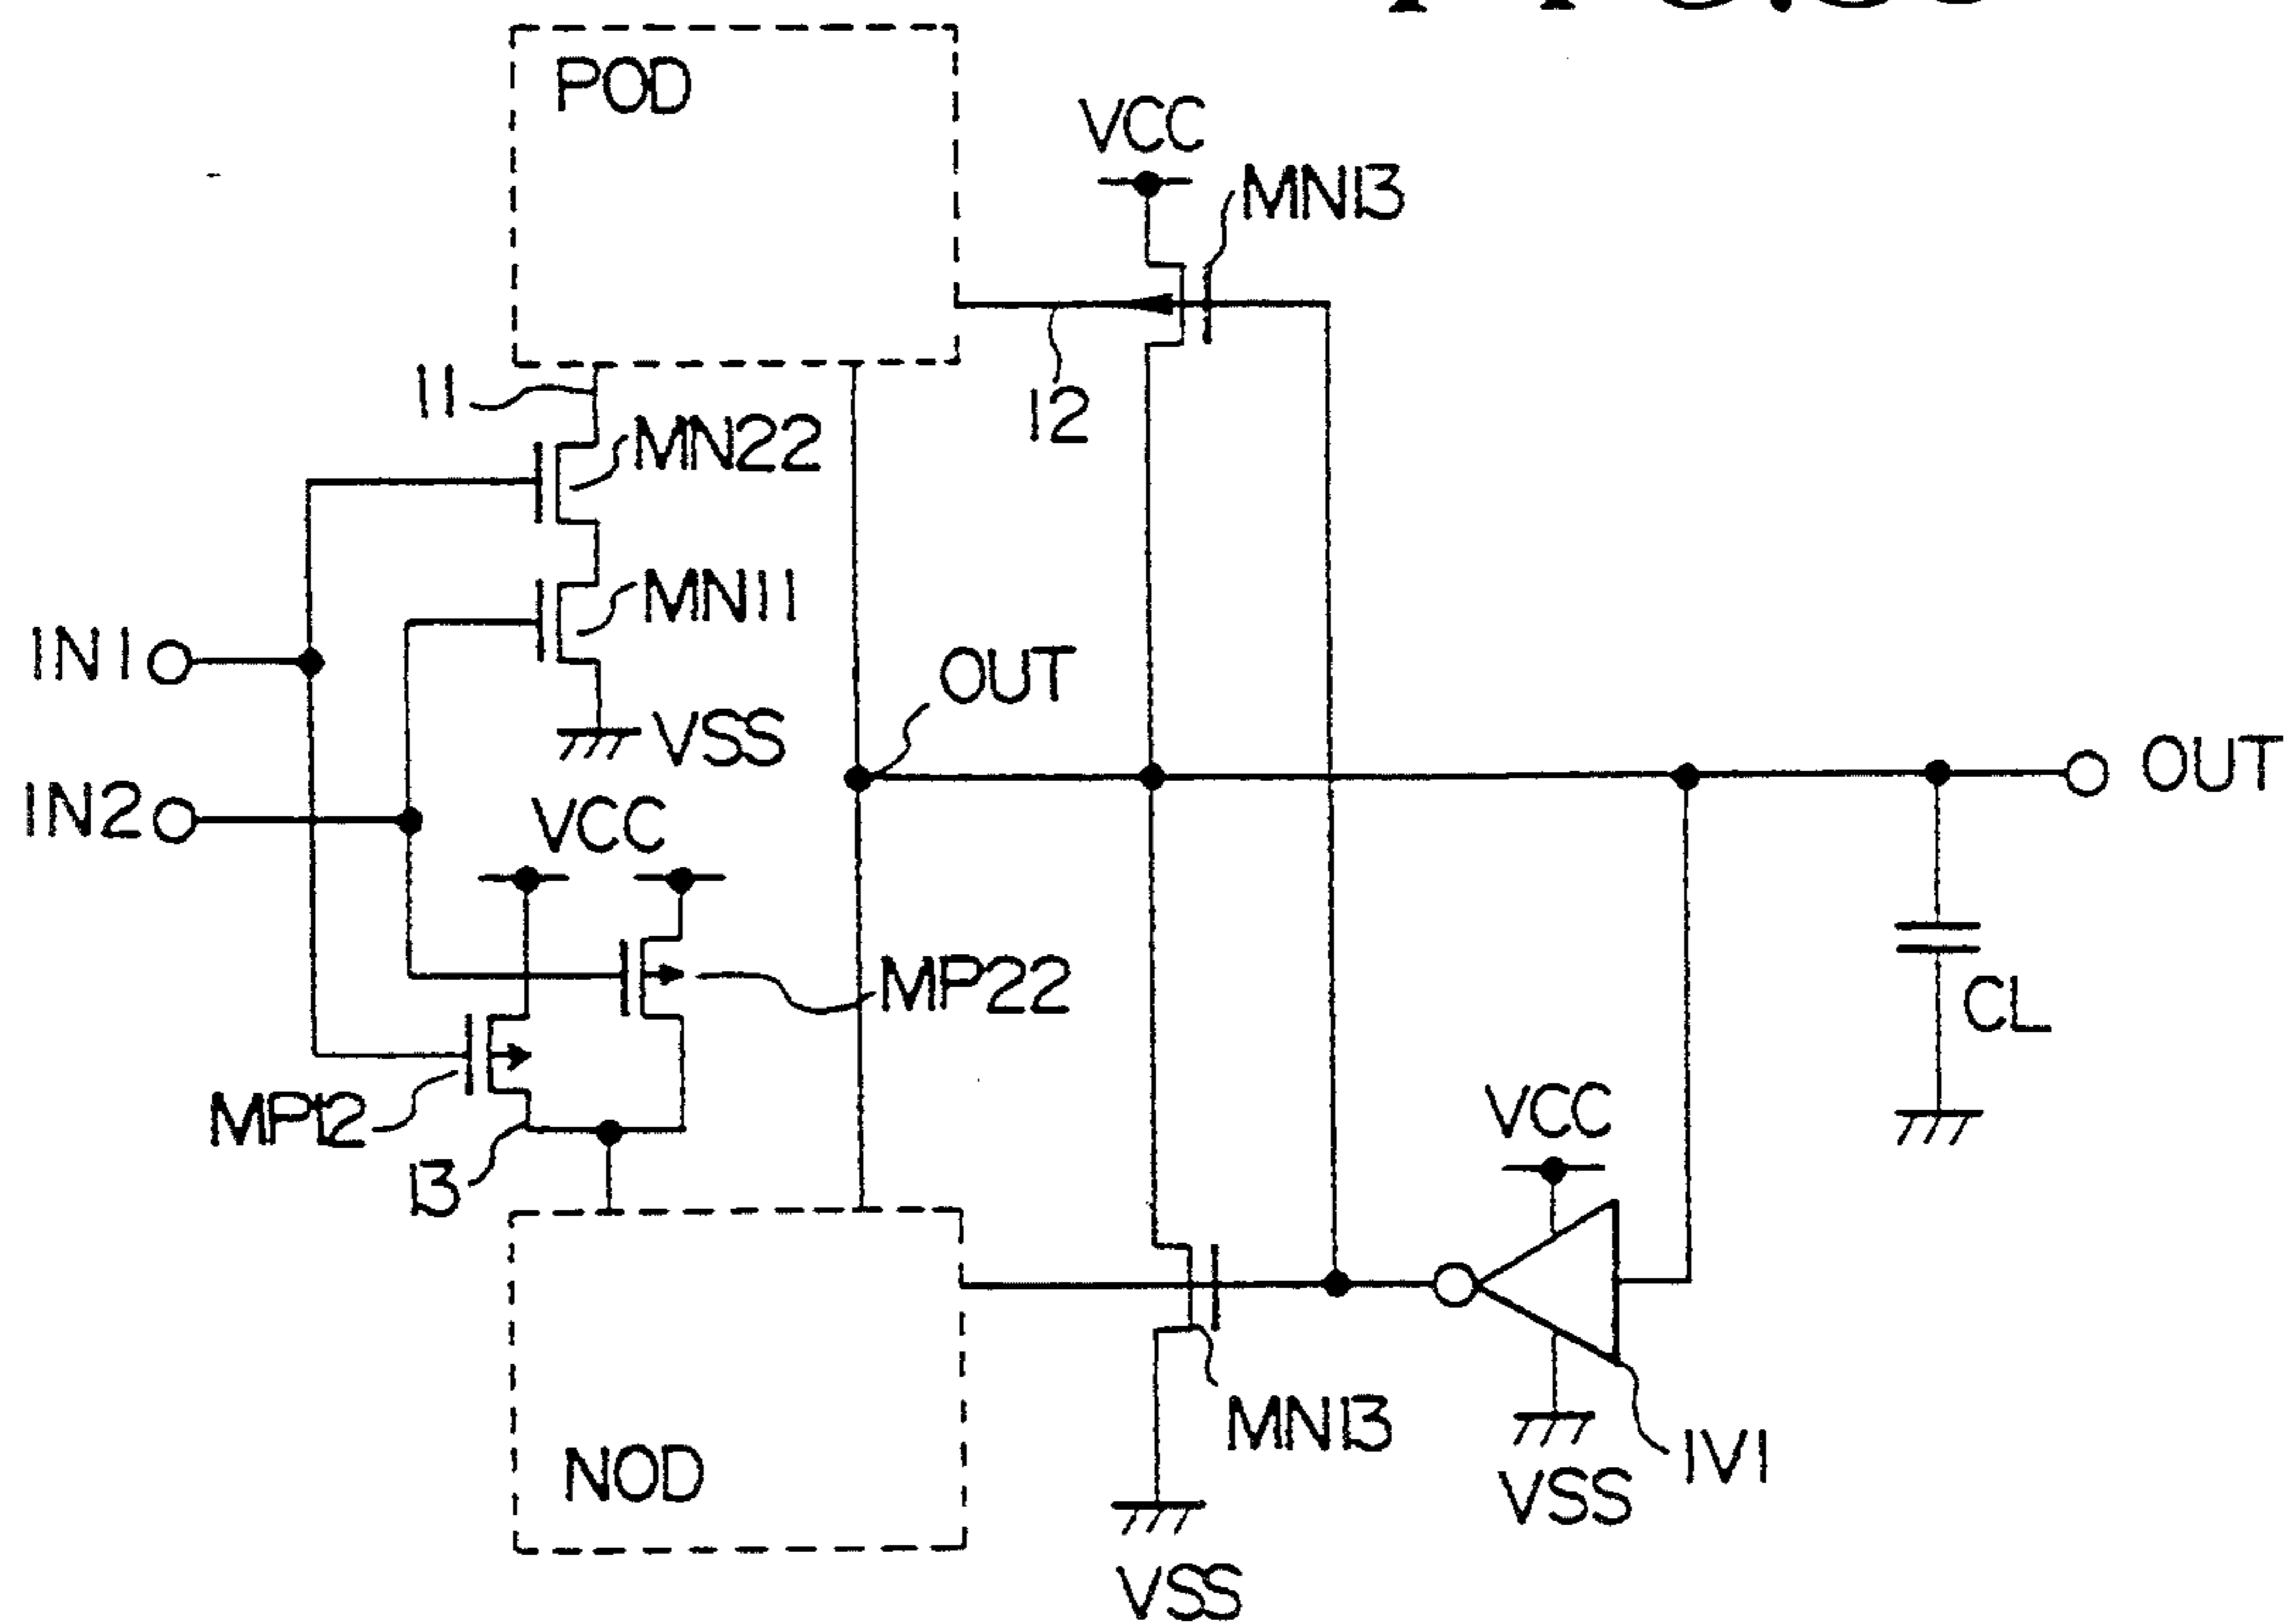 POD
VCC
MN13
11
12
MN22
MN11
IN1
OUT
VSS
OUT
IN2
VCC
MP22
CL
MP12
VCC
13
MN13
IV1
NOD
VSS
VSS